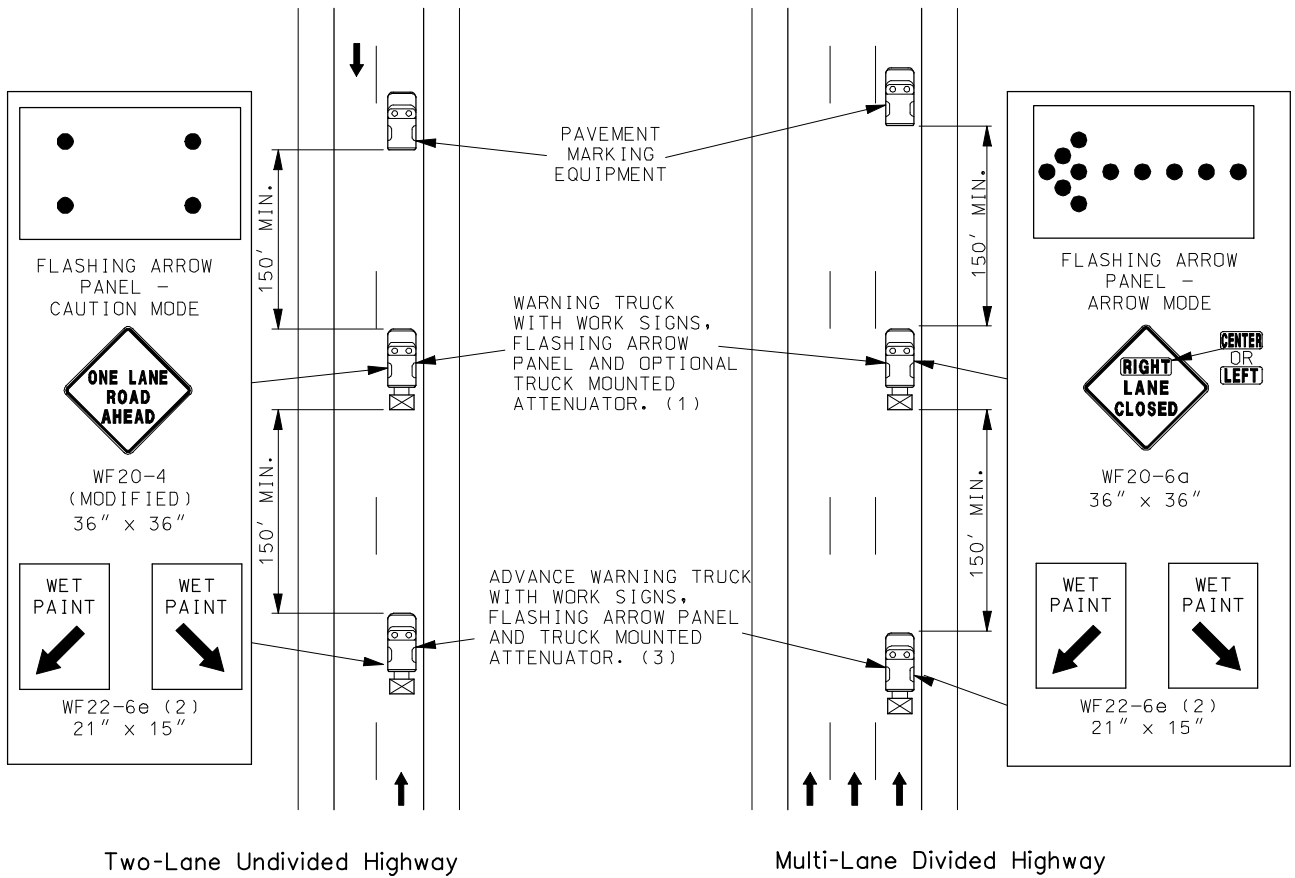 FLASHING ARROW
PANEL -
CAUTION MODE
ONE LANE
ROAD
AHEAD
WF20-4
(MODIFIED)
36" x 36"
WET
PAINT
WET
PAINT
WF22-6e (2)
21" x 15"
150' MIN.
150' MIN.
PAVEMENT
MARKING
EQUIPMENT
WARNING TRUCK
WITH WORK SIGNS,
FLASHING ARROW
PANEL AND OPTIONAL
TRUCK MOUNTED
ATTENUATOR. (1)
ADVANCE WARNING TRUCK
WITH WORK SIGNS,
FLASHING ARROW PANEL
AND TRUCK MOUNTED
ATTENUATOR. (3)
150' MIN.
150' MIN.
FLASHING ARROW
PANEL -
ARROW MODE
RIGHT
LANE
CLOSED
CENTER
OR
LEFT
WF20-6a
36" x 36"
WET
PAINT
WET
PAINT
WF22-6e (2)
21" x 15"
Two-Lane Undivided Highway
Multi-Lane Divided Highway